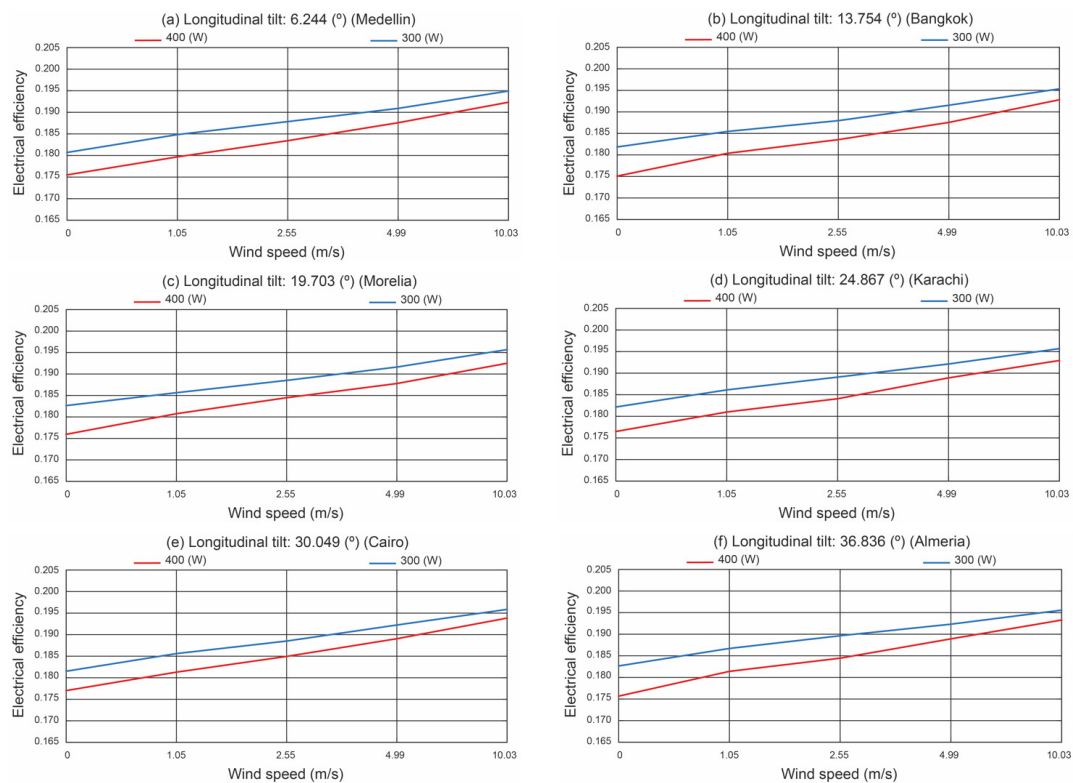 (a) Longitudinal tilt: 6.244 (º) (Medellin)
400 (W) 300 (W)
Electrical efficiency
0.205
0.200
0.195
0.190
0.185
0.180
0.175
0.170
0.165
0 1.05 2.55 4.99 10.03
Wind speed (m/s)
(b) Longitudinal tilt: 13.754 (º) (Bangkok)
400 (W) 300 (W)
Electrical efficiency
0.205
0.200
0.195
0.190
0.185
0.180
0.175
0.170
0.165
0 1.05 2.55 4.99 10.03
Wind speed (m/s)
(c) Longitudinal tilt: 19.703 (º) (Morelia)
400 (W) 300 (W)
Electrical efficiency
0.205
0.200
0.195
0.190
0.185
0.180
0.175
0.170
0.165
0 1.05 2.55 4.99 10.03
Wind speed (m/s)
(d) Longitudinal tilt: 24.867 (º) (Karachi)
400 (W) 300 (W)
Electrical efficiency
0.205
0.200
0.195
0.190
0.185
0.180
0.175
0.170
0.165
0 1.05 2.55 4.99 10.03
Wind speed (m/s)
(e) Longitudinal tilt: 30.049 (º) (Cairo)
400 (W) 300 (W)
Electrical efficiency
0.205
0.200
0.195
0.190
0.185
0.180
0.175
0.170
0.165
0 1.05 2.55 4.99 10.03
Wind speed (m/s)
(f) Longitudinal tilt: 36.836 (º) (Almeria)
400 (W) 300 (W)
Electrical efficiency
0.205
0.200
0.195
0.190
0.185
0.180
0.175
0.170
0.165
0 1.05 2.55 4.99 10.03
Wind speed (m/s)